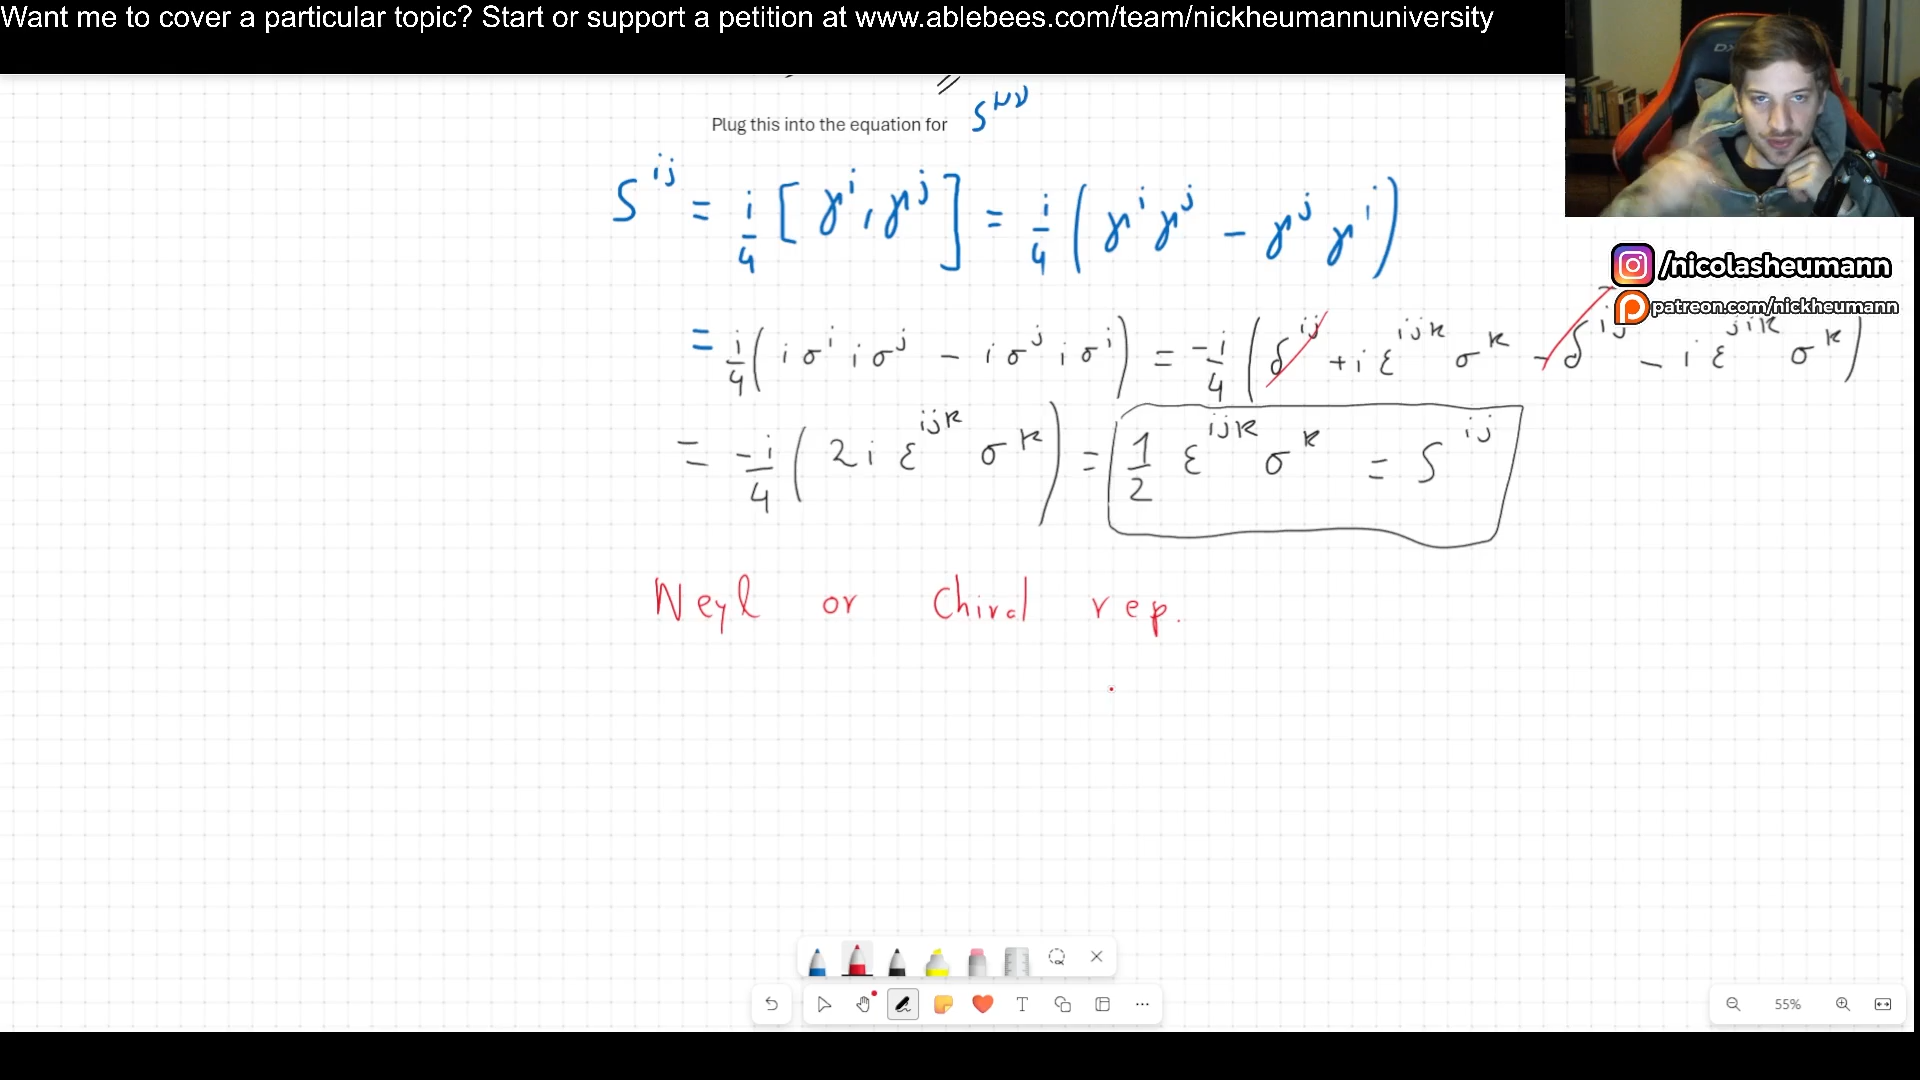 Want me to cover a particular topic? Start or support a petition at www.ablebees.com/team/nickheumannuniversity
Plug this into the equation for S^{μν}
S^{ij} = i/4 [γ^i, γ^j] = i/4 (γ^i γ^j − γ^j γ^i)
/nicolasheumann
patreon.com/nickheumann
= i/4 (iσ^i iσ^j − iσ^j iσ^i) = −i/4 (δ^{ij} + i ε^{ijk} σ^k − δ^{ij} − i ε^{jik} σ^k)
= −i/4 (2i ε^{ijk} σ^k) = 1/2 ε^{ijk} σ^k = S^{ij}
Weyl or Chiral rep.
55%